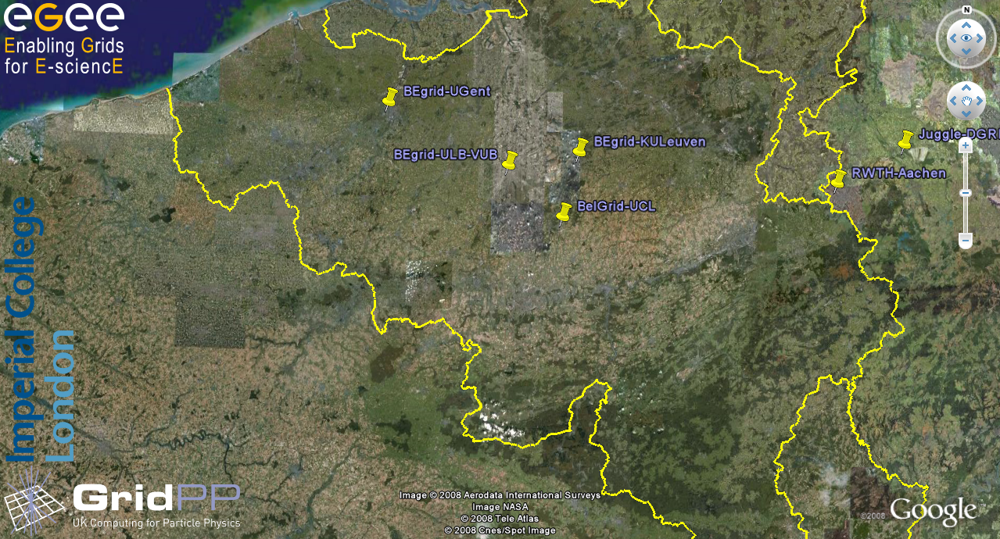 eGee
Enabling Grids
for E-sciencE
N
BEgrid-UGent
BEgrid-KULeuven
BEgrid-ULB-VUB
RWTH-Aachen
BelGrid-UCL
Imperial College
London
GridPP
UK Computing for Particle Physics
Image © 2008 Aerodata International Surveys
Image NASA
© 2008 Tele Atlas
© 2008 Cnes/Spot Image
©2008 Google